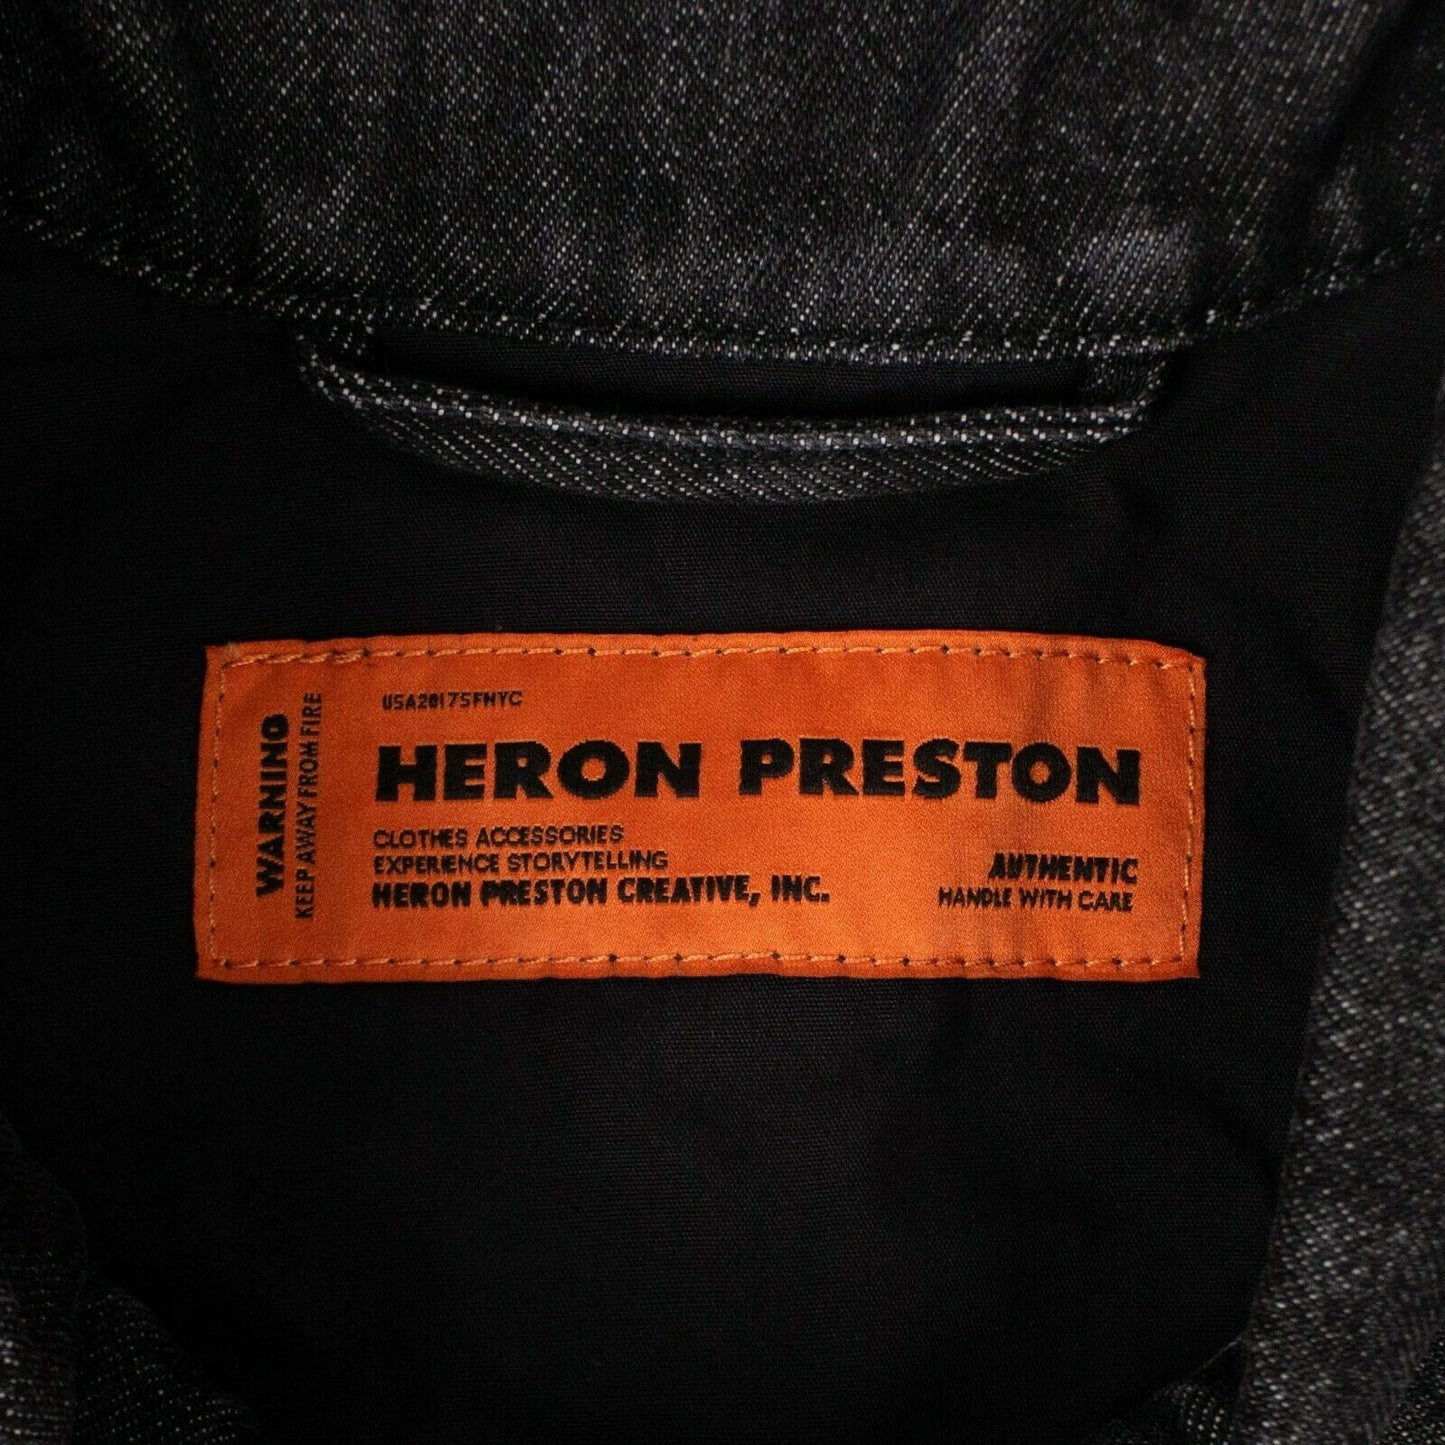 WARNING
KEEP AWAY FROM FIRE
USA2017SFNYC
HERON PRESTON
CLOTHES ACCESSORIES
EXPERIENCE STORYTELLING
HERON PRESTON CREATIVE, INC.
AUTHENTIC
HANDLE WITH CARE